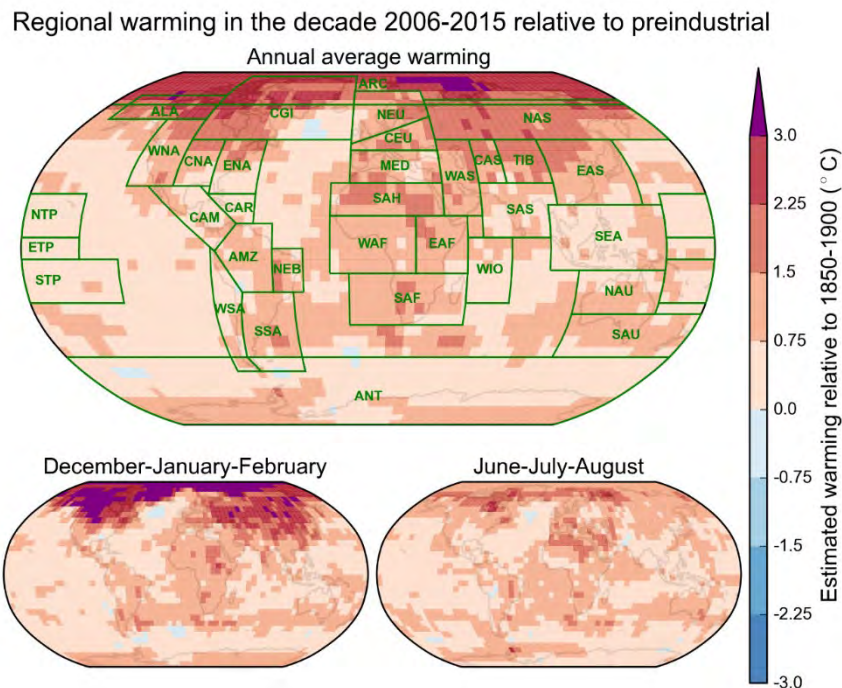 Regional warming in the decade 2006-2015 relative to preindustrial
Annual average warming
ARC
ALA
CGI
NEU
NAS
CEU
WNA
CNA
ENA
MED
WAS
CAS
TIB
EAS
SAH
SAS
NTP
CAR
CAM
ETP
WAF
EAF
SEA
AMZ
NEB
WIO
STP
NAU
SAF
WSA
SSA
SAU
ANT
3.0
2.25
1.5
0.75
0.0
-0.75
-1.5
-2.25
-3.0
Estimated warming relative to 1850-1900 (°C)
December-January-February
June-July-August